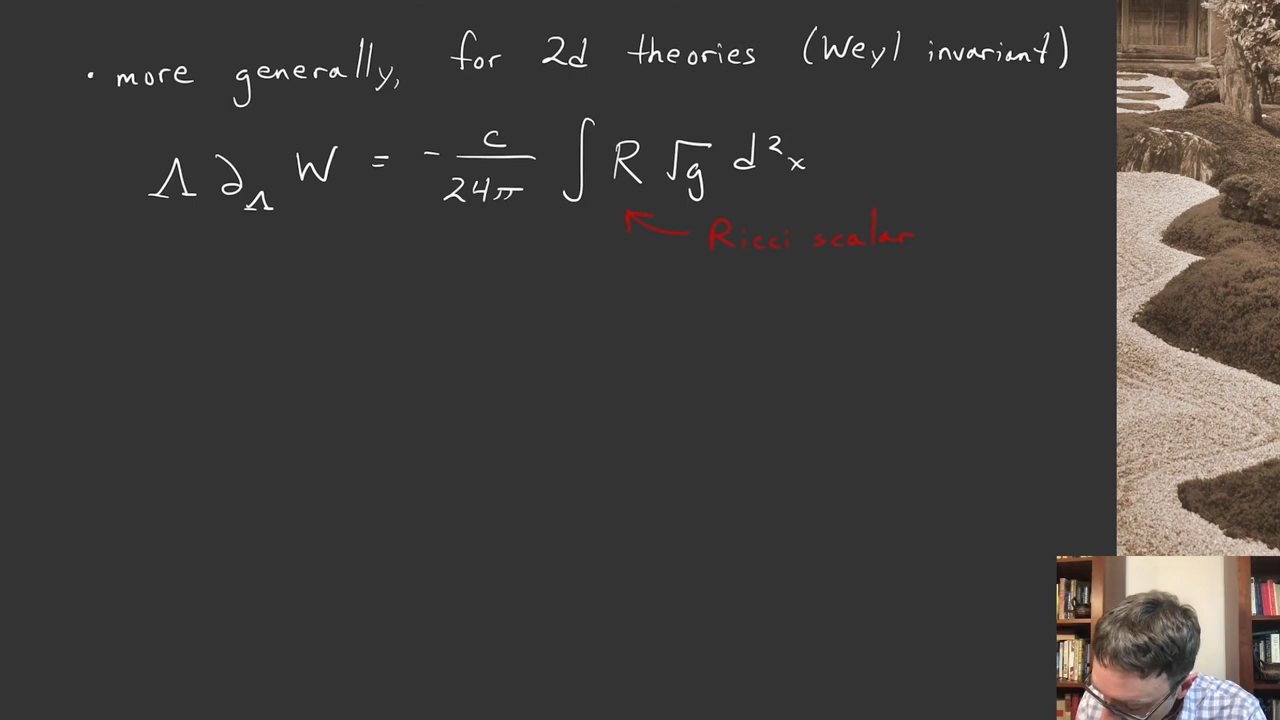 • more generally, for 2d theories (Weyl invariant)
Λ ∂_Λ W = - c/24π ∫ R √g d²x
Ricci scalar